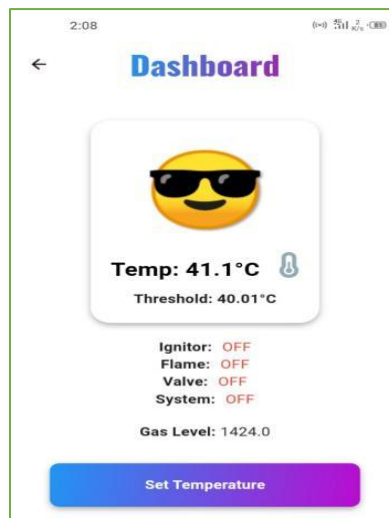 2:08
←
Dashboard
Temp: 41.1°C
Threshold: 40.01°C
Ignitor: OFF
Flame: OFF
Valve: OFF
System: OFF
Gas Level: 1424.0
Set Temperature